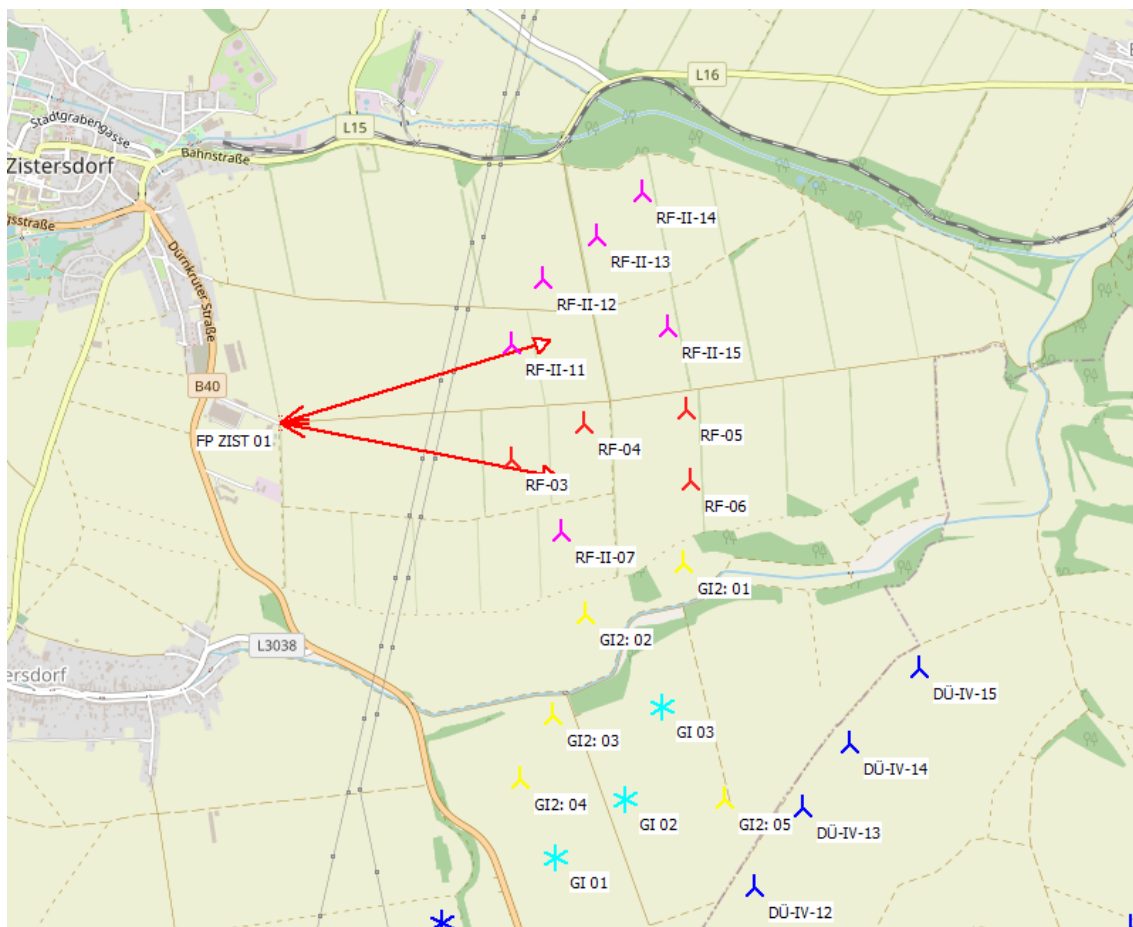 L16
Stadtgrabengasse
L15
Bahnstraße
Zistersdorf
gsstraße
RF-II-14
Dürnkruter Straße
RF-II-13
RF-II-12
RF-II-15
RF-II-11
B40
RF-05
FP ZIST 01
RF-04
RF-03
RF-06
RF-II-07
GI2: 01
GI2: 02
L3038
ersdorf
DÜ-IV-15
GI 03
GI2: 03
DÜ-IV-14
GI2: 04
GI 02
GI2: 05
DÜ-IV-13
GI 01
DÜ-IV-12